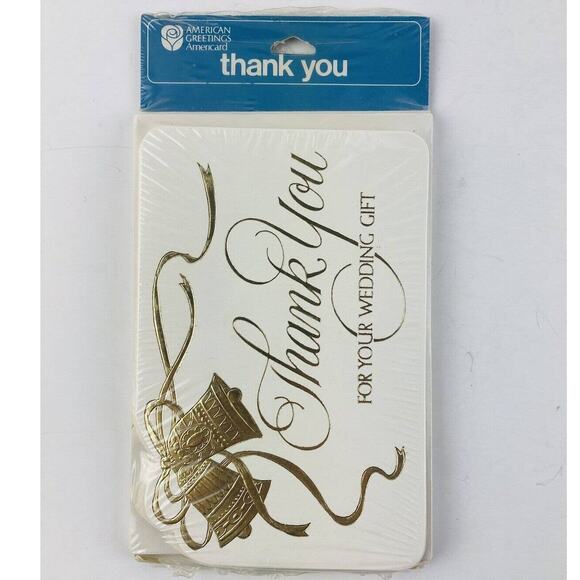 AMERICAN
GREETINGS
Americard
thank you
Thank You
FOR YOUR WEDDING GIFT